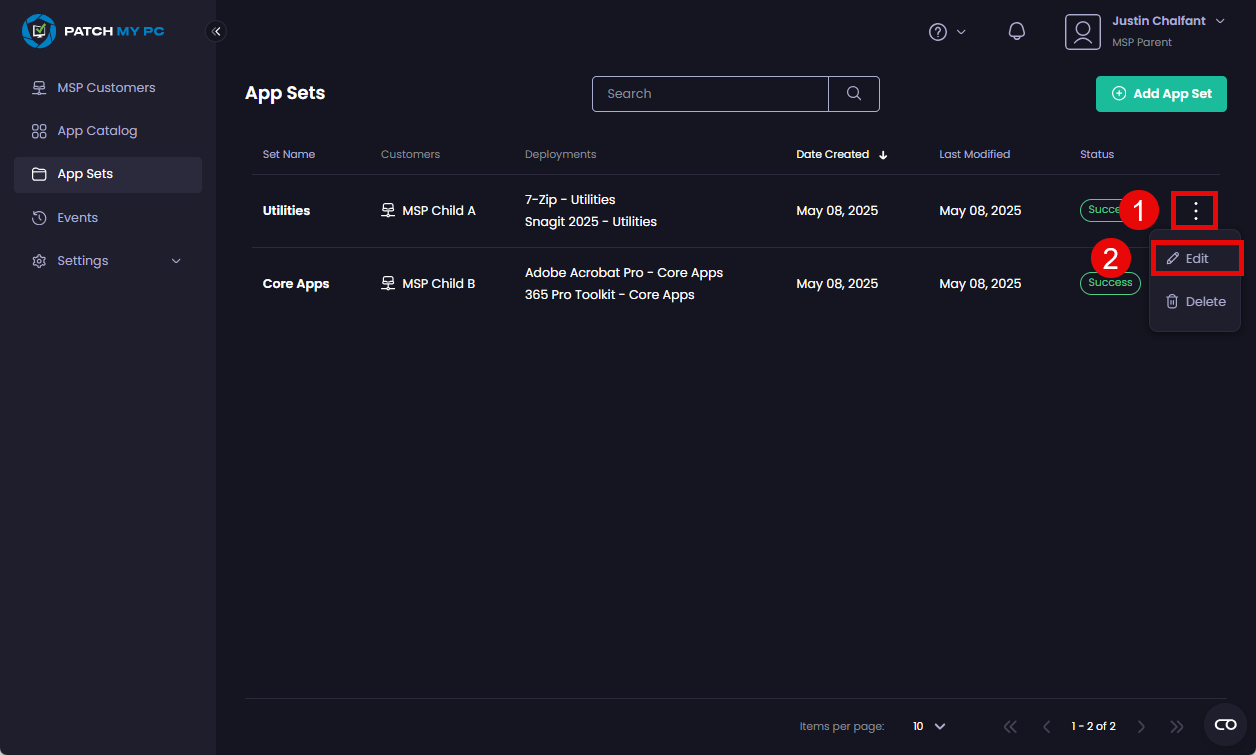 PATCH MY PC
Justin Chalfant
MSP Parent
MSP Customers
App Catalog
App Sets
Events
Settings
App Sets
Search
Add App Set
Set Name Customers Deployments Date Created Last Modified Status
Utilities MSP Child A 7-Zip - Utilities May 08, 2025 May 08, 2025 Succe 1
Snagit 2025 - Utilities
2 Edit
Core Apps MSP Child B Adobe Acrobat Pro - Core Apps May 08, 2025 May 08, 2025 Success
365 Pro Toolkit - Core Apps
Delete
Items per page: 10 1 - 2 of 2